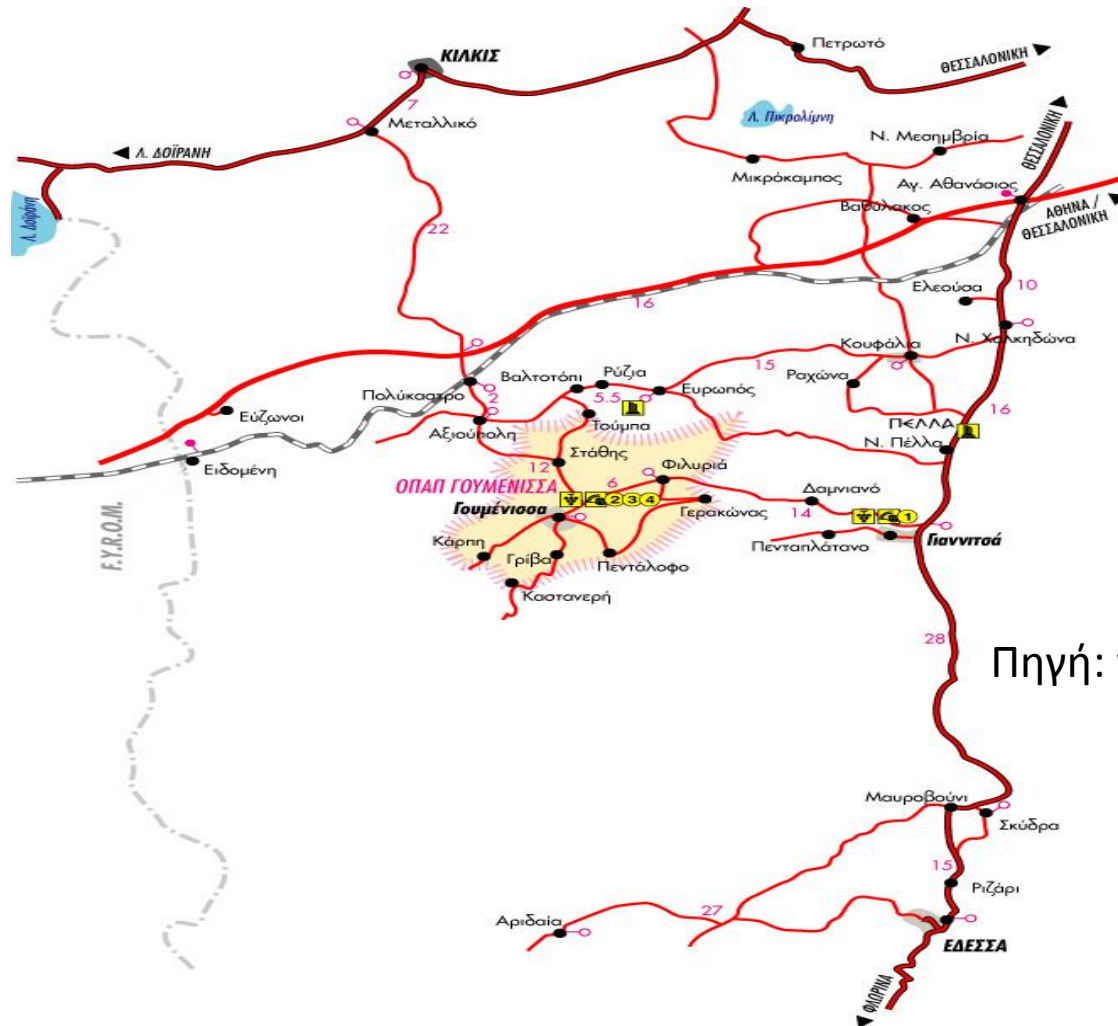 Πετρωτό
ΚΙΛΚΙΣ
ΘΕΣΣΑΛΟΝΙΚΗ
7
Λ. Πικρολίμνη
Μεταλλικό
Ν. Μεσημβρία
ΘΕΣΣΑΛΟΝΙΚΗ
Λ. ΔΟΪΡΑΝΗ
Μικρόκαμπος
Αγ. Αθανάσιος
Λ. Δοϊράνη
Βαθύλακος
ΑΘΗΝΑ /
ΘΕΣΣΑΛΟΝΙΚΗ
22
Ελεούσα
10
16
Κουφάλια
Ν. Χαλκηδώνα
Βαλτοτόπι
Ρύζια
15
Ραχώνα
Πολύκαστρο
2
5.5
Ευρωπός
16
Εύζωνοι
Αξιούπολη
Τούμπα
ΠΕΛΛΑ
Ν. Πέλλα
Στάθης
Ειδομένη
12
Φιλυριά
ΟΠΑΠ ΓΟΥΜΕΝΙΣΣΑ
6
Δαμνιανό
2 3 4
Γερακώνας
14
Γουμένισσα
1
Γιαννιτσά
Κάρπη
Γρίβα
Πεντάλοφο
Πενταπλάτανο
F.Y.R.O.M.
Καστανερή
28
Πηγή:
Μαυροβούνι
Σκύδρα
15
Ριζάρι
27
Αριδαία
ΕΔΕΣΣΑ
ΦΛΩΡΙΝΑ